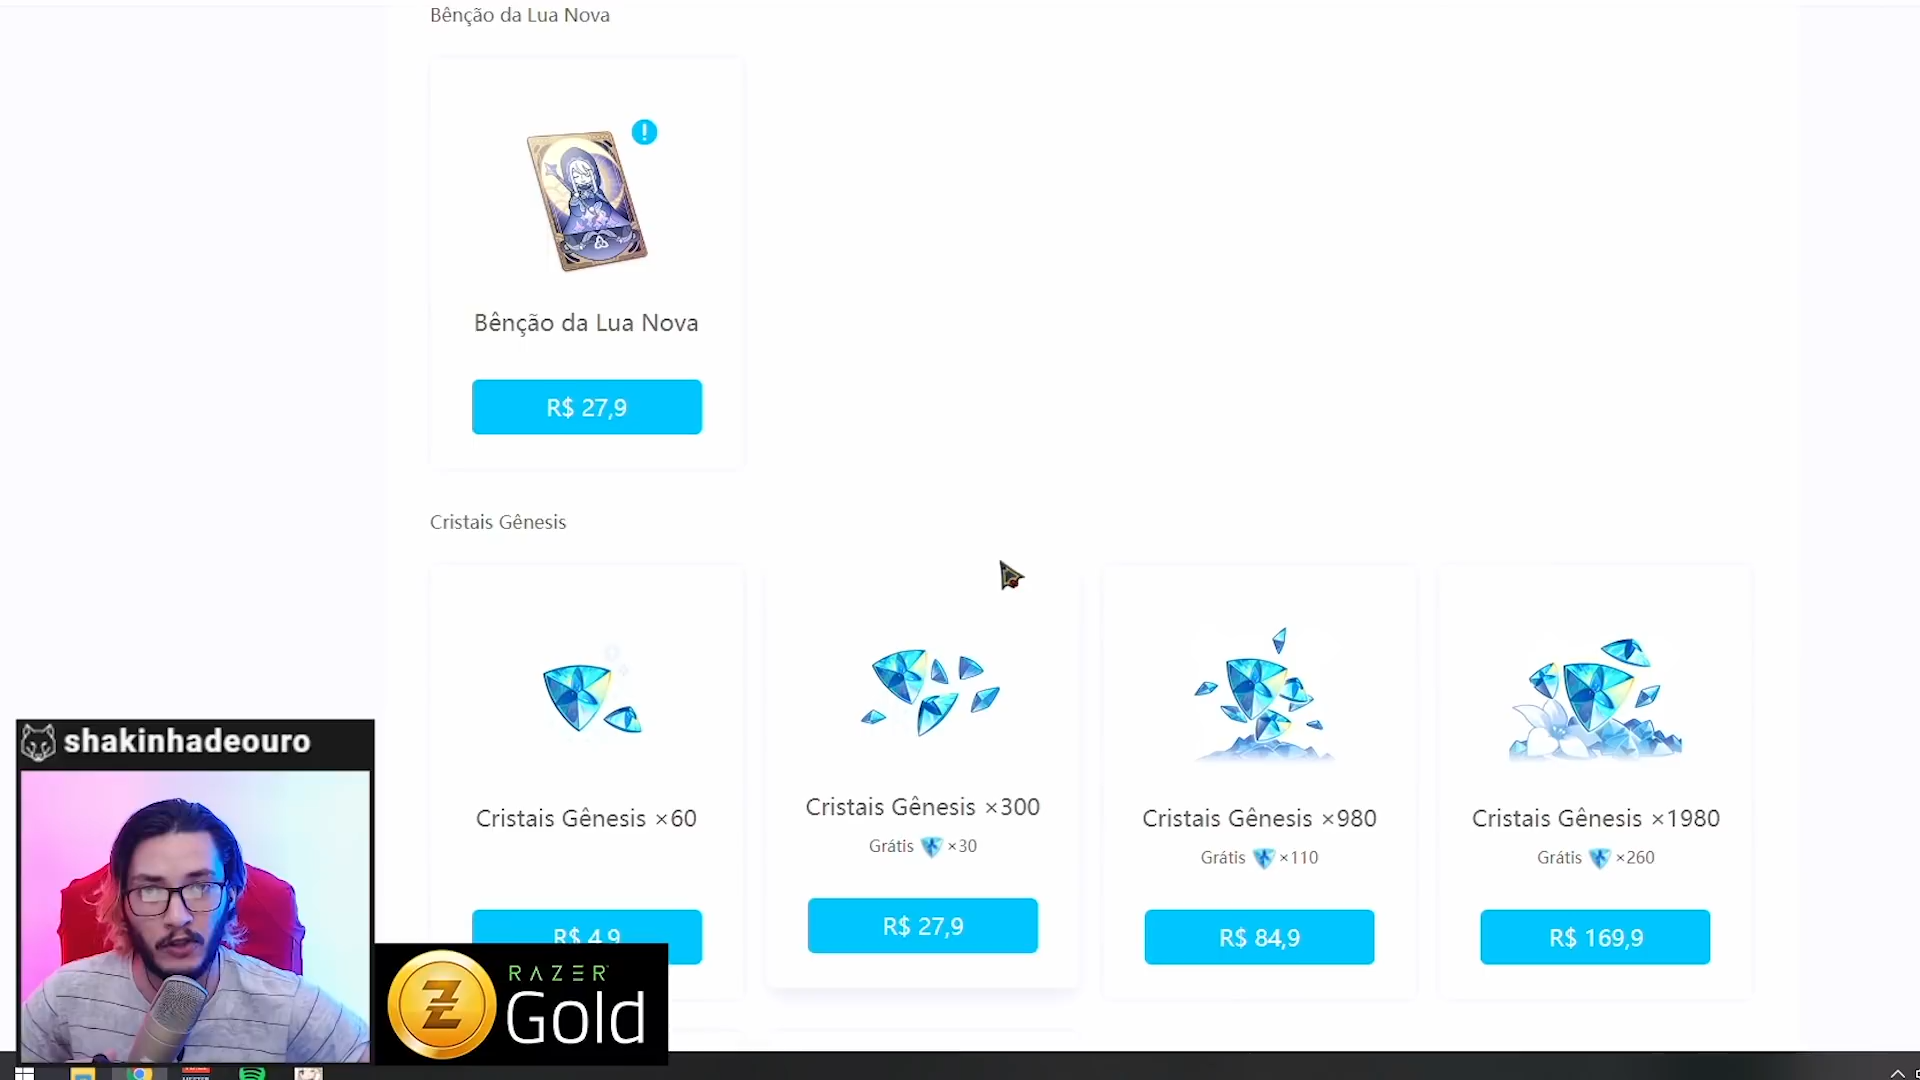 Bênção da Lua Nova
!
Bênção da Lua Nova
R$ 27,9
Cristais Gênesis
Cristais Gênesis ×60
R$ 4,9
Cristais Gênesis ×300
Grátis ×30
R$ 27,9
Cristais Gênesis ×980
Grátis ×110
R$ 84,9
Cristais Gênesis ×1980
Grátis ×260
R$ 169,9
shakinhadeouro
RAZER
Gold